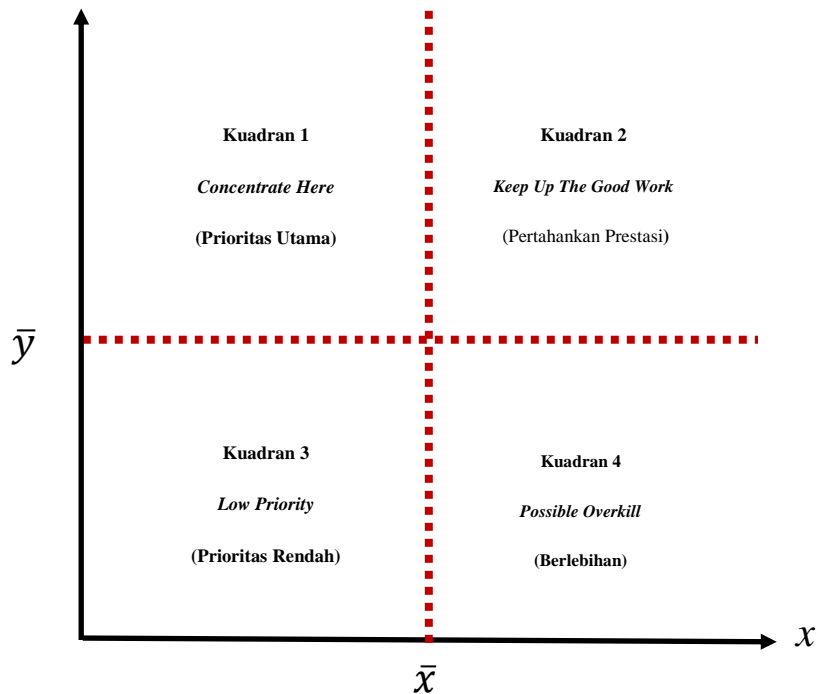 Kuadran 1
Concentrate Here
(Prioritas Utama)
Kuadran 2
Keep Up The Good Work
(Pertahankan Prestasi)
y̅
Kuadran 3
Low Priority
(Prioritas Rendah)
Kuadran 4
Possible Overkill
(Berlebihan)
x
x̅